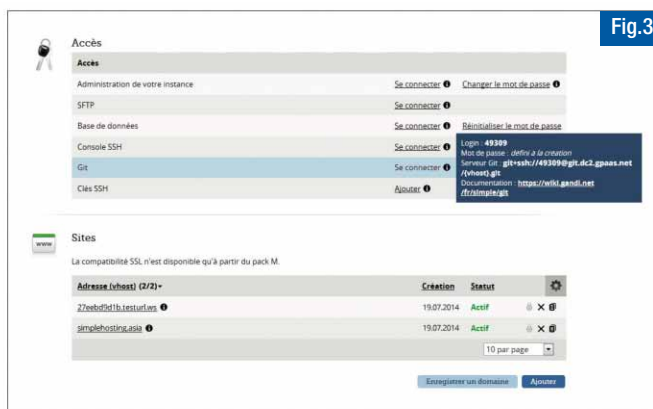 Fig.3
Accès
Accès
Administration de votre instance Se connecter Changer le mot de passe
SFTP Se connecter
Base de données Se connecter Réinitialiser le mot de passe
Console SSH Se connecter
Git Se connecter
Clés SSH Ajouter
Login : 49309
Mot de passe : défini à la création
Serveur Git : git+ssh://49309@git.dc2.gpaas.net
/{vhost}.git
Documentation : https://wiki.gandi.net
/fr/simple/git
www
Sites
La compatibilité SSL n'est disponible qu'à partir du pack M.
Adresse (vhost) (2/2) Création Statut
27eebd9d1b.testurl.ws 19.07.2014 Actif
simplehosting.asia 19.07.2014 Actif
10 par page
Enregistrer un domaine Ajouter